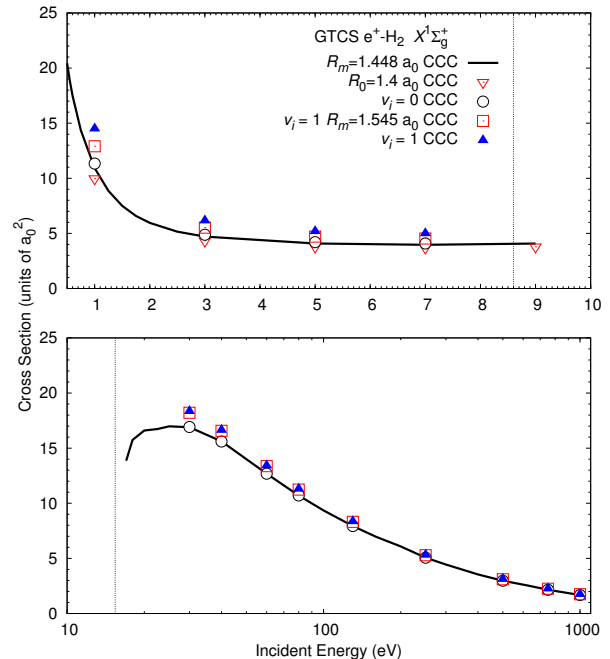 GTCS e⁺-H₂ X¹Σg⁺
Rₘ=1.448 a₀ CCC
R₀=1.4 a₀ CCC
vᵢ = 0 CCC
vᵢ = 1 Rₘ=1.545 a₀ CCC
vᵢ = 1 CCC
25
20
15
10
5
0
1 2 3 4 5 6 7 8 9 10
Cross Section (units of a₀²)
25
20
15
10
5
0
10 100 1000
Incident Energy (eV)